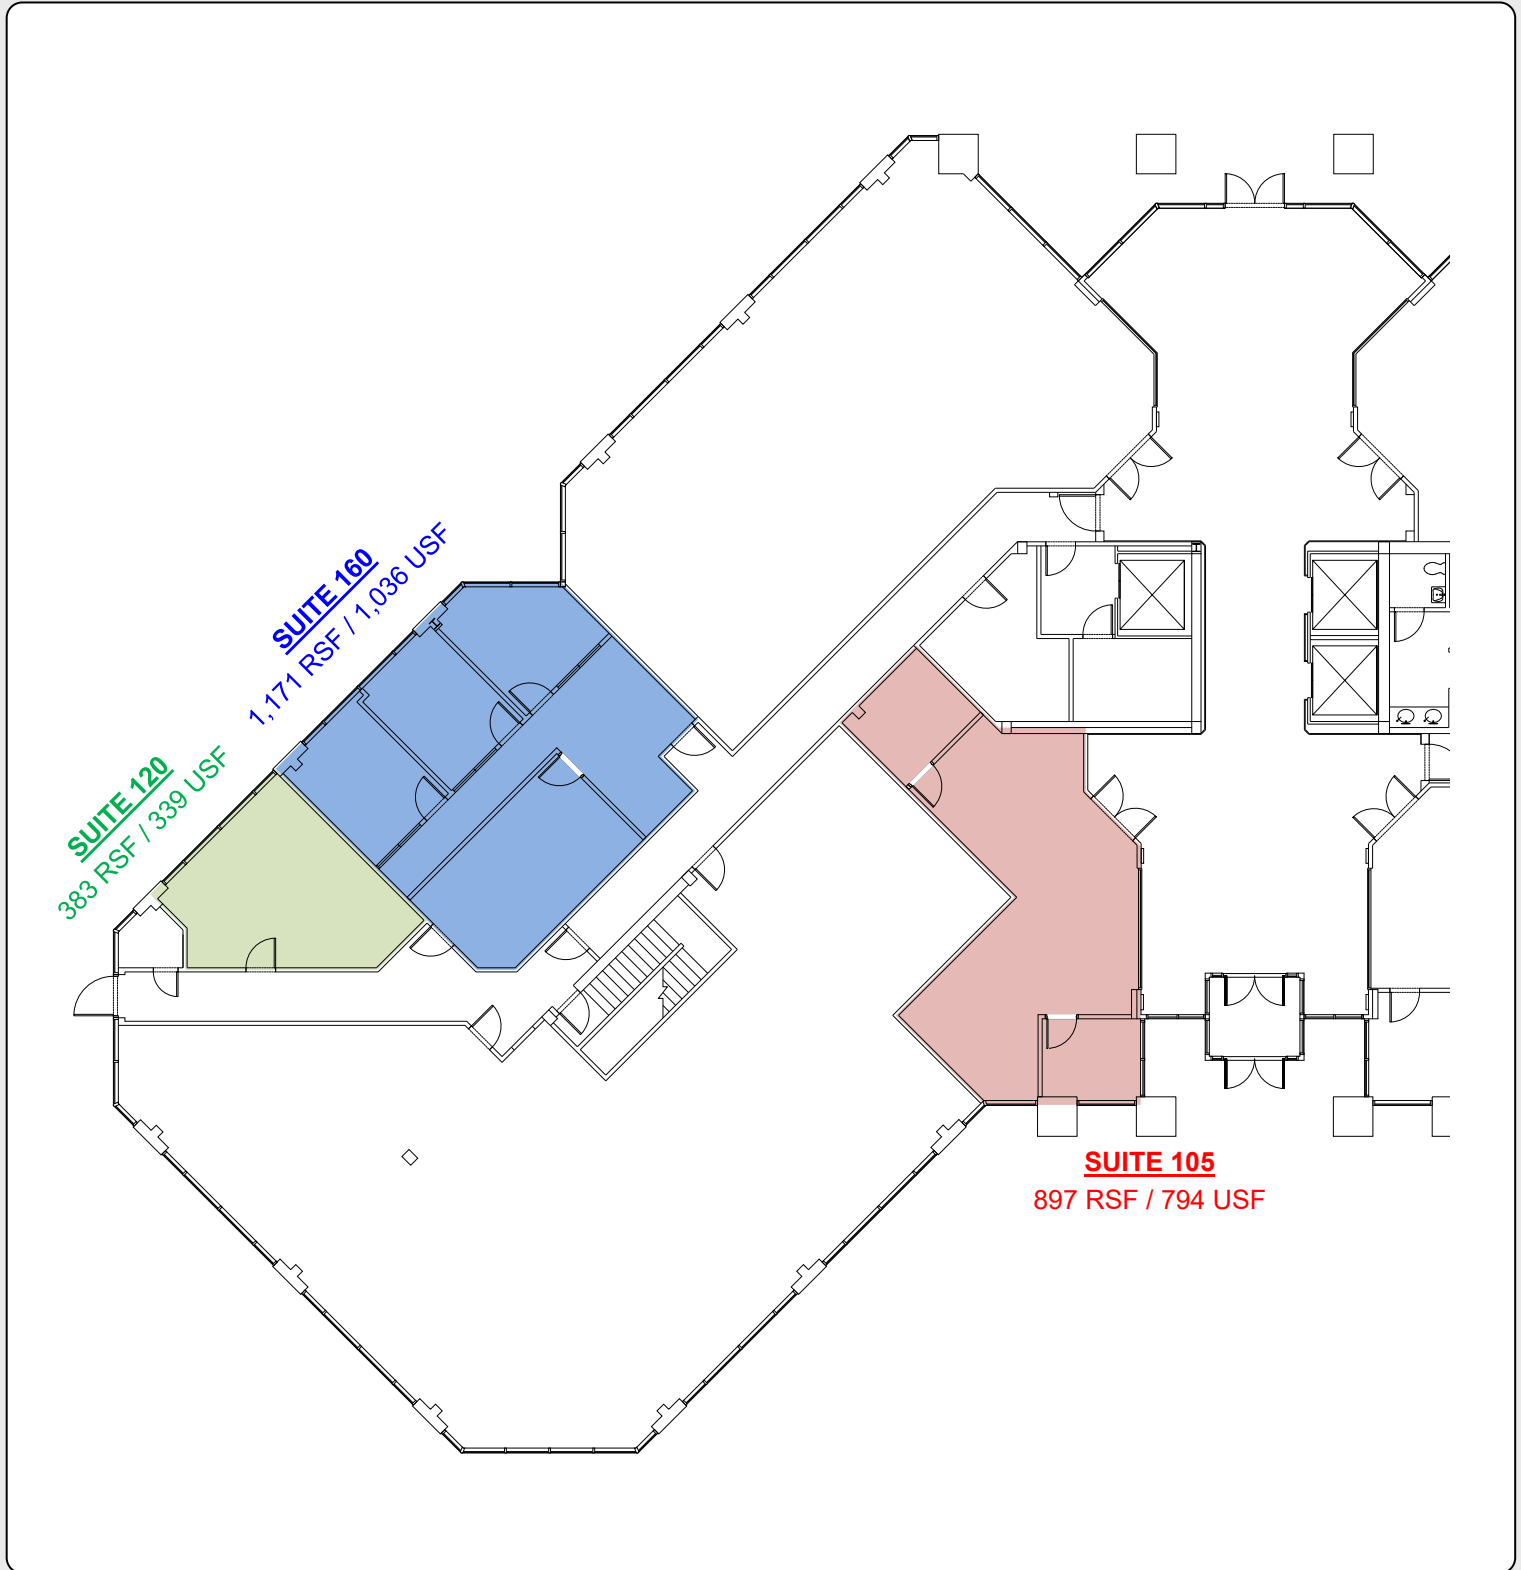 SUITE 160
1,171 RSF / 1,036 USF
SUITE 120
383 RSF / 339 USF
SUITE 105
897 RSF / 794 USF